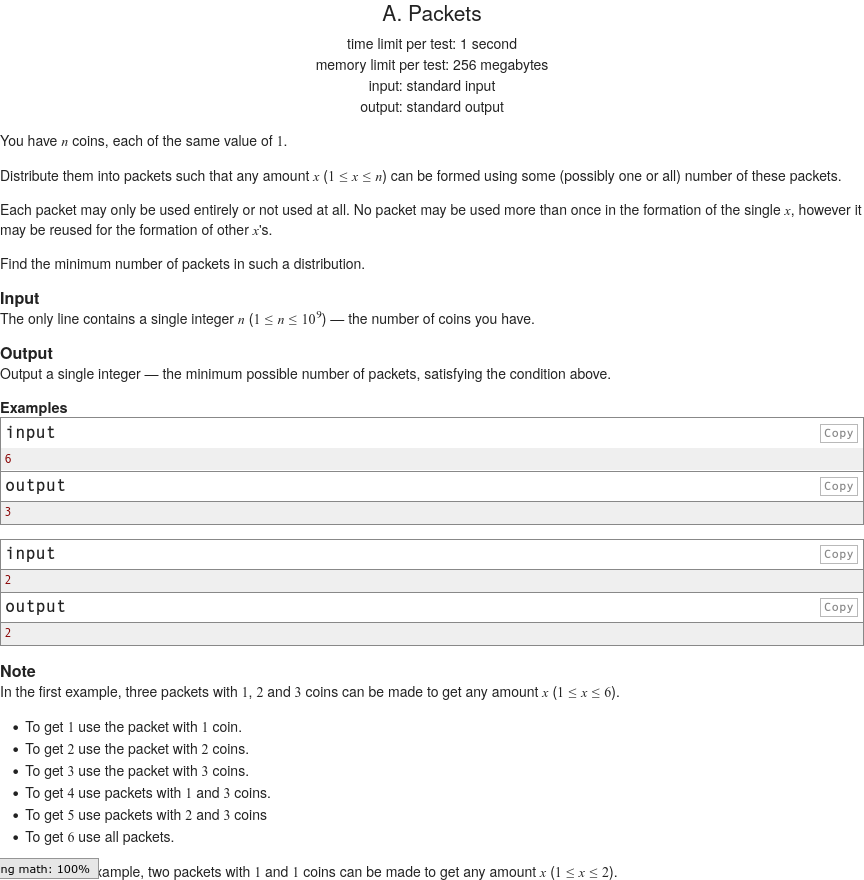 A. Packets
time limit per test: 1 second
memory limit per test: 256 megabytes
input: standard input
output: standard output
You have n coins, each of the same value of 1.
Distribute them into packets such that any amount x (1 ≤ x ≤ n) can be formed using some (possibly one or all) number of these packets.
Each packet may only be used entirely or not used at all. No packet may be used more than once in the formation of the single x, however it
may be reused for the formation of other x's.
Find the minimum number of packets in such a distribution.
Input
The only line contains a single integer n (1 ≤ n ≤ 10⁹) — the number of coins you have.
Output
Output a single integer — the minimum possible number of packets, satisfying the condition above.
Examples
input Copy
6
output Copy
3
input Copy
2
output Copy
2
Note
In the first example, three packets with 1, 2 and 3 coins can be made to get any amount x (1 ≤ x ≤ 6).
• To get 1 use the packet with 1 coin.
• To get 2 use the packet with 2 coins.
• To get 3 use the packet with 3 coins.
• To get 4 use packets with 1 and 3 coins.
• To get 5 use packets with 2 and 3 coins
• To get 6 use all packets.
ng math: 100% xample, two packets with 1 and 1 coins can be made to get any amount x (1 ≤ x ≤ 2).